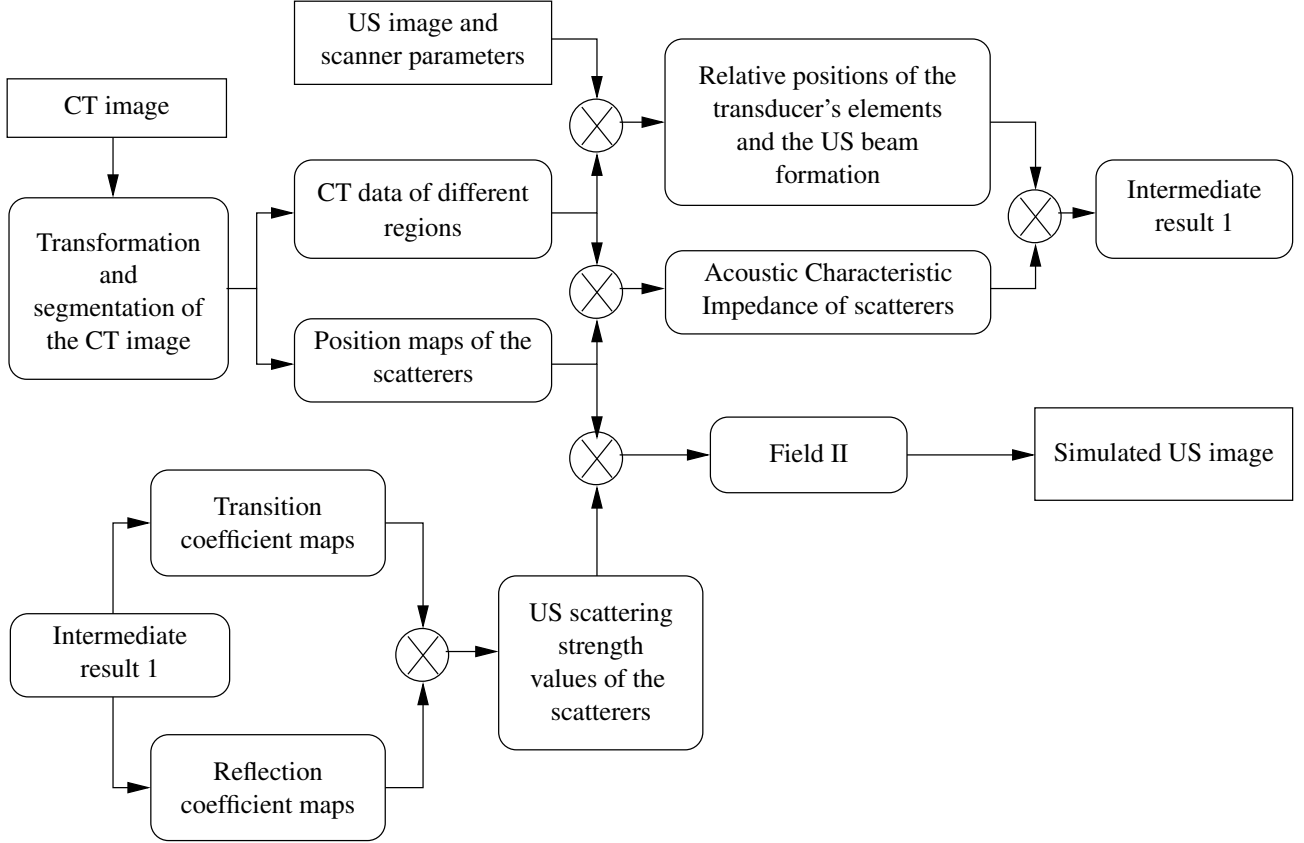 US image and
scanner parameters
CT image
Relative positions of the
transducer's elements
and the US beam
formation
CT data of different
regions
Intermediate
result 1
Transformation
and
segmentation of
the CT image
Acoustic Characteristic
Impedance of scatterers
Position maps of the
scatterers
Field II
Simulated US image
Transition
coefficient maps
Intermediate
result 1
US scattering
strength
values of the
scatterers
Reflection
coefficient maps